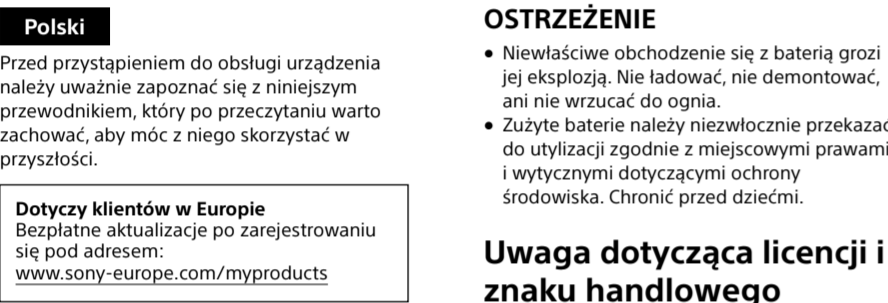 Polski
Przed przystąpieniem do obsługi urządzenia
należy uważnie zapoznać się z niniejszym
przewodnikiem, który po przeczytaniu warto
zachować, aby móc z niego skorzystać w
przyszłości.
Dotyczy klientów w Europie
Bezpłatne aktualizacje po zarejestrowaniu
się pod adresem:
www.sony-europe.com/myproducts
OSTRZEŻENIE
• Niewłaściwe obchodzenie się z baterią grozi
jej eksplozją. Nie ładować, nie demontować,
ani nie wrzucać do ognia.
• Zużyte baterie należy niezwłocznie przekazać
do utylizacji zgodnie z miejscowymi prawami
i wytycznymi dotyczącymi ochrony
środowiska. Chronić przed dziećmi.
Uwaga dotycząca licencji i
znaku handlowego